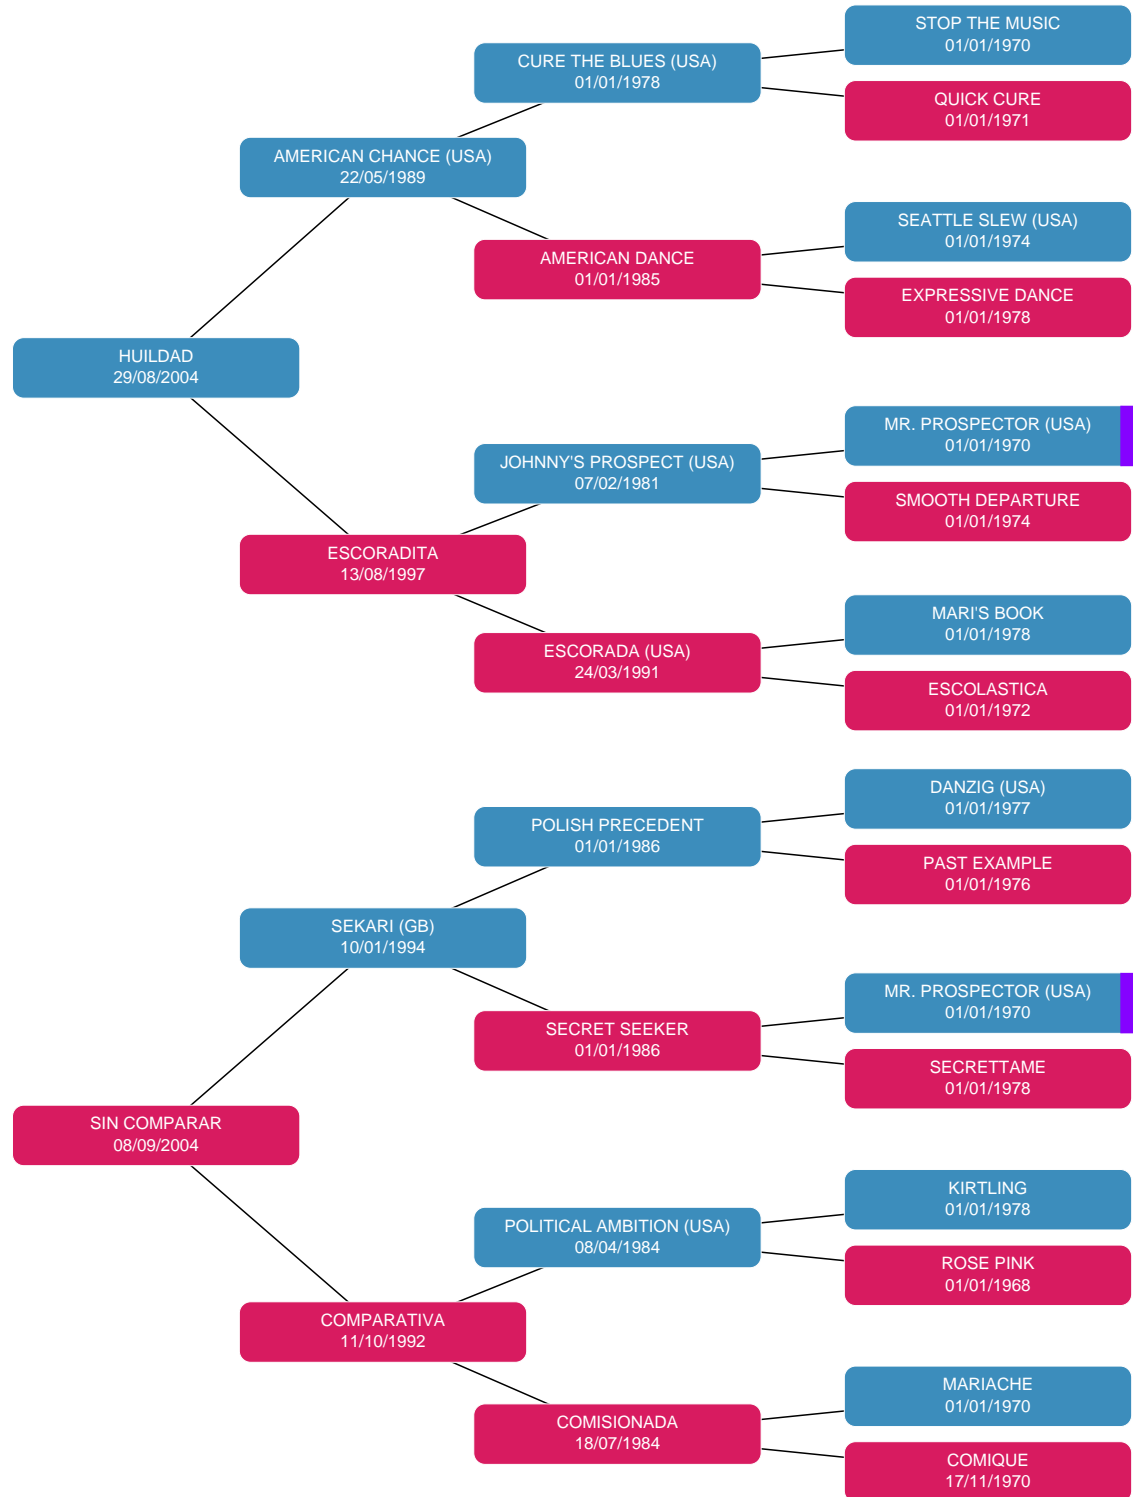 STOP THE MUSIC
01/01/1970
CURE THE BLUES (USA)
01/01/1978
QUICK CURE
01/01/1971
AMERICAN CHANCE (USA)
22/05/1989
SEATTLE SLEW (USA)
01/01/1974
AMERICAN DANCE
01/01/1985
EXPRESSIVE DANCE
01/01/1978
HUILDAD
29/08/2004
MR. PROSPECTOR (USA)
01/01/1970
JOHNNY'S PROSPECT (USA)
07/02/1981
SMOOTH DEPARTURE
01/01/1974
ESCORADITA
13/08/1997
MARI'S BOOK
01/01/1978
ESCORADA (USA)
24/03/1991
ESCOLASTICA
01/01/1972
DANZIG (USA)
01/01/1977
POLISH PRECEDENT
01/01/1986
PAST EXAMPLE
01/01/1976
SEKARI (GB)
10/01/1994
MR. PROSPECTOR (USA)
01/01/1970
SECRET SEEKER
01/01/1986
SECRETTAME
01/01/1978
SIN COMPARAR
08/09/2004
KIRTLING
01/01/1978
POLITICAL AMBITION (USA)
08/04/1984
ROSE PINK
01/01/1968
COMPARATIVA
11/10/1992
MARIACHE
01/01/1970
COMISIONADA
18/07/1984
COMIQUE
17/11/1970